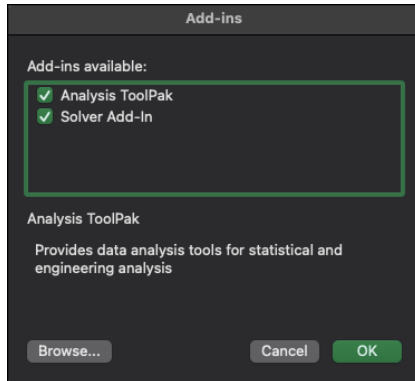 Add-ins
Add-ins available:
Analysis ToolPak
Solver Add-In
Analysis ToolPak
Provides data analysis tools for statistical and
engineering analysis
Browse... Cancel OK